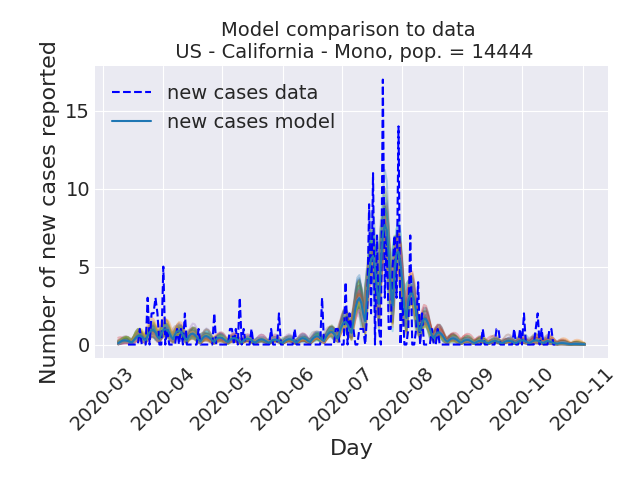 Model comparison to data
US - California - Mono, pop. = 14444
new cases data
new cases model
Number of new cases reported
15
10
5
0
2020-03
2020-04
2020-05
2020-06
2020-07
2020-08
2020-09
2020-10
2020-11
Day